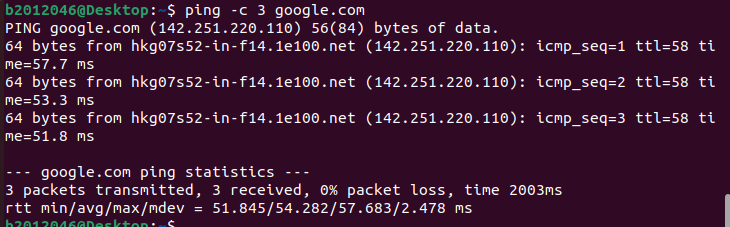 b2012046@Desktop:~$ ping -c 3 google.com
PING google.com (142.251.220.110) 56(84) bytes of data.
64 bytes from hkg07s52-in-f14.1e100.net (142.251.220.110): icmp_seq=1 ttl=58 ti
me=57.7 ms
64 bytes from hkg07s52-in-f14.1e100.net (142.251.220.110): icmp_seq=2 ttl=58 ti
me=53.3 ms
64 bytes from hkg07s52-in-f14.1e100.net (142.251.220.110): icmp_seq=3 ttl=58 ti
me=51.8 ms

--- google.com ping statistics ---
3 packets transmitted, 3 received, 0% packet loss, time 2003ms
rtt min/avg/max/mdev = 51.845/54.282/57.683/2.478 ms
b2012046@Desktop:~$